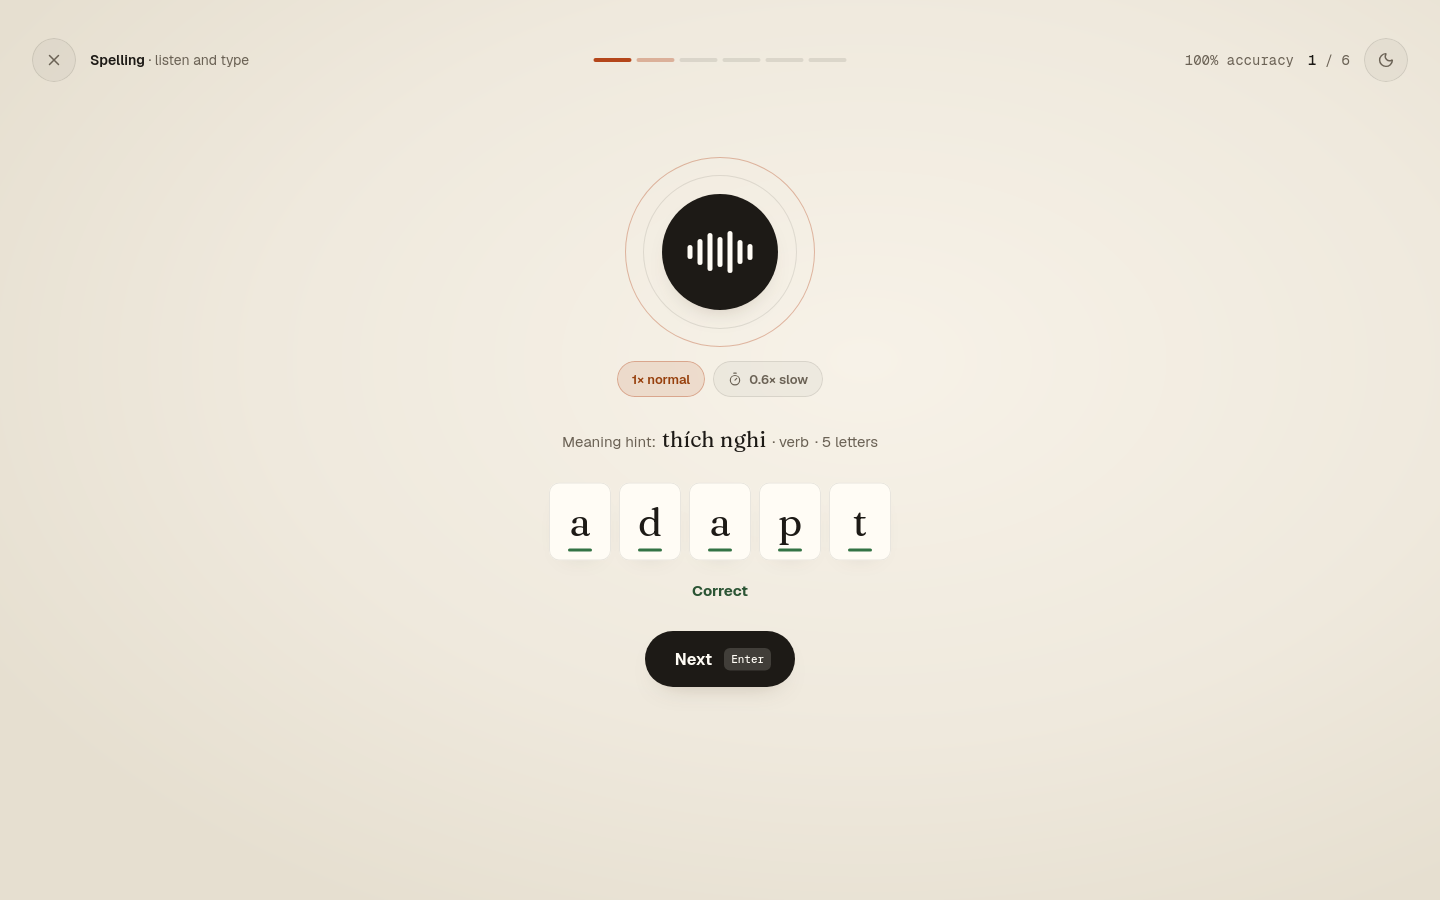 Spelling · listen and type
100% accuracy 1 / 6
1× normal
0.6× slow
Meaning hint: thích nghi · verb · 5 letters
a d a p t
Correct
Next Enter